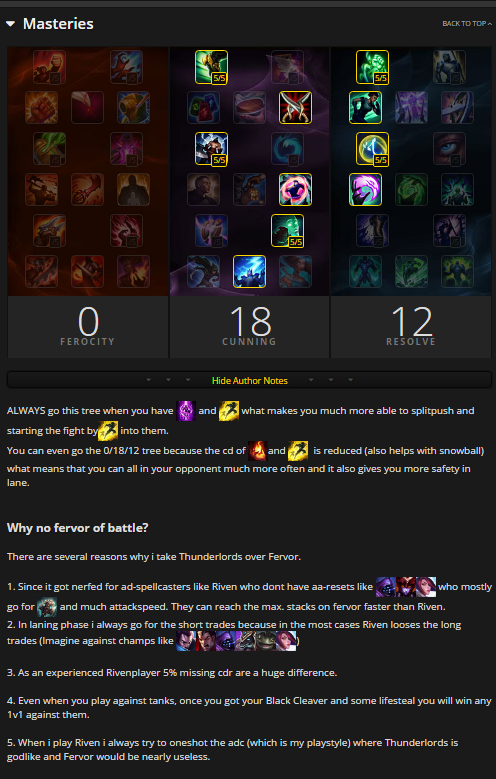 Masteries
BACK TO TOP
5/5
5/5
5/5
5/5
5/5
0
18
12
FEROCITY
CUNNING
RESOLVE
Hide Author Notes
ALWAYS go this tree when you have and what makes you much more able to splitpush and
starting the fight by into them.
You can even go the 0/18/12 tree because the cd of and is reduced (also helps with snowball)
what means that you can all in your opponent much more often and it also gives you more safety in
lane.
Why no fervor of battle?
There are several reasons why i take Thunderlords over Fervor.
1. Since it got nerfed for ad-spellcasters like Riven who dont have aa-resets like who mostly
go for and much attackspeed. They can reach the max. stacks on fervor faster than Riven.
2. In laning phase i always go for the short trades because in the most cases Riven looses the long
trades (Imagine against champs like )
3. As an experienced Rivenplayer 5% missing cdr are a huge difference.
4. Even when you play against tanks, once you got your Black Cleaver and some lifesteal you will win any
1v1 against them.
5. When i play Riven i always try to oneshot the adc (which is my playstyle) where Thunderlords is
godlike and Fervor would be nearly useless.